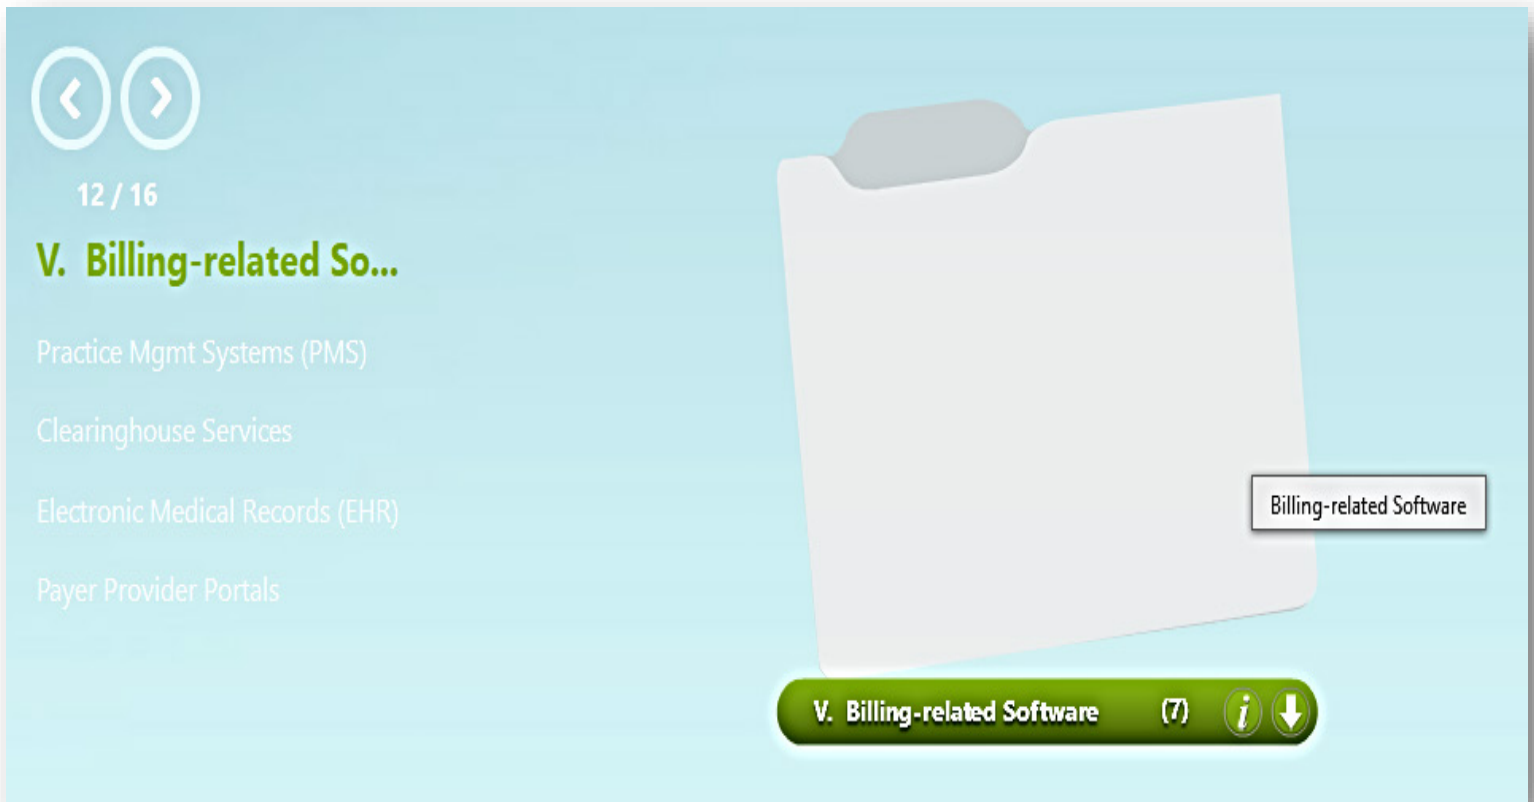 12 / 16
V. Billing-related So...
Practice Mgmt Systems (PMS)
Clearinghouse Services
Electronic Medical Records (EHR)
Payer Provider Portals
Billing-related Software
V. Billing-related Software (7) i